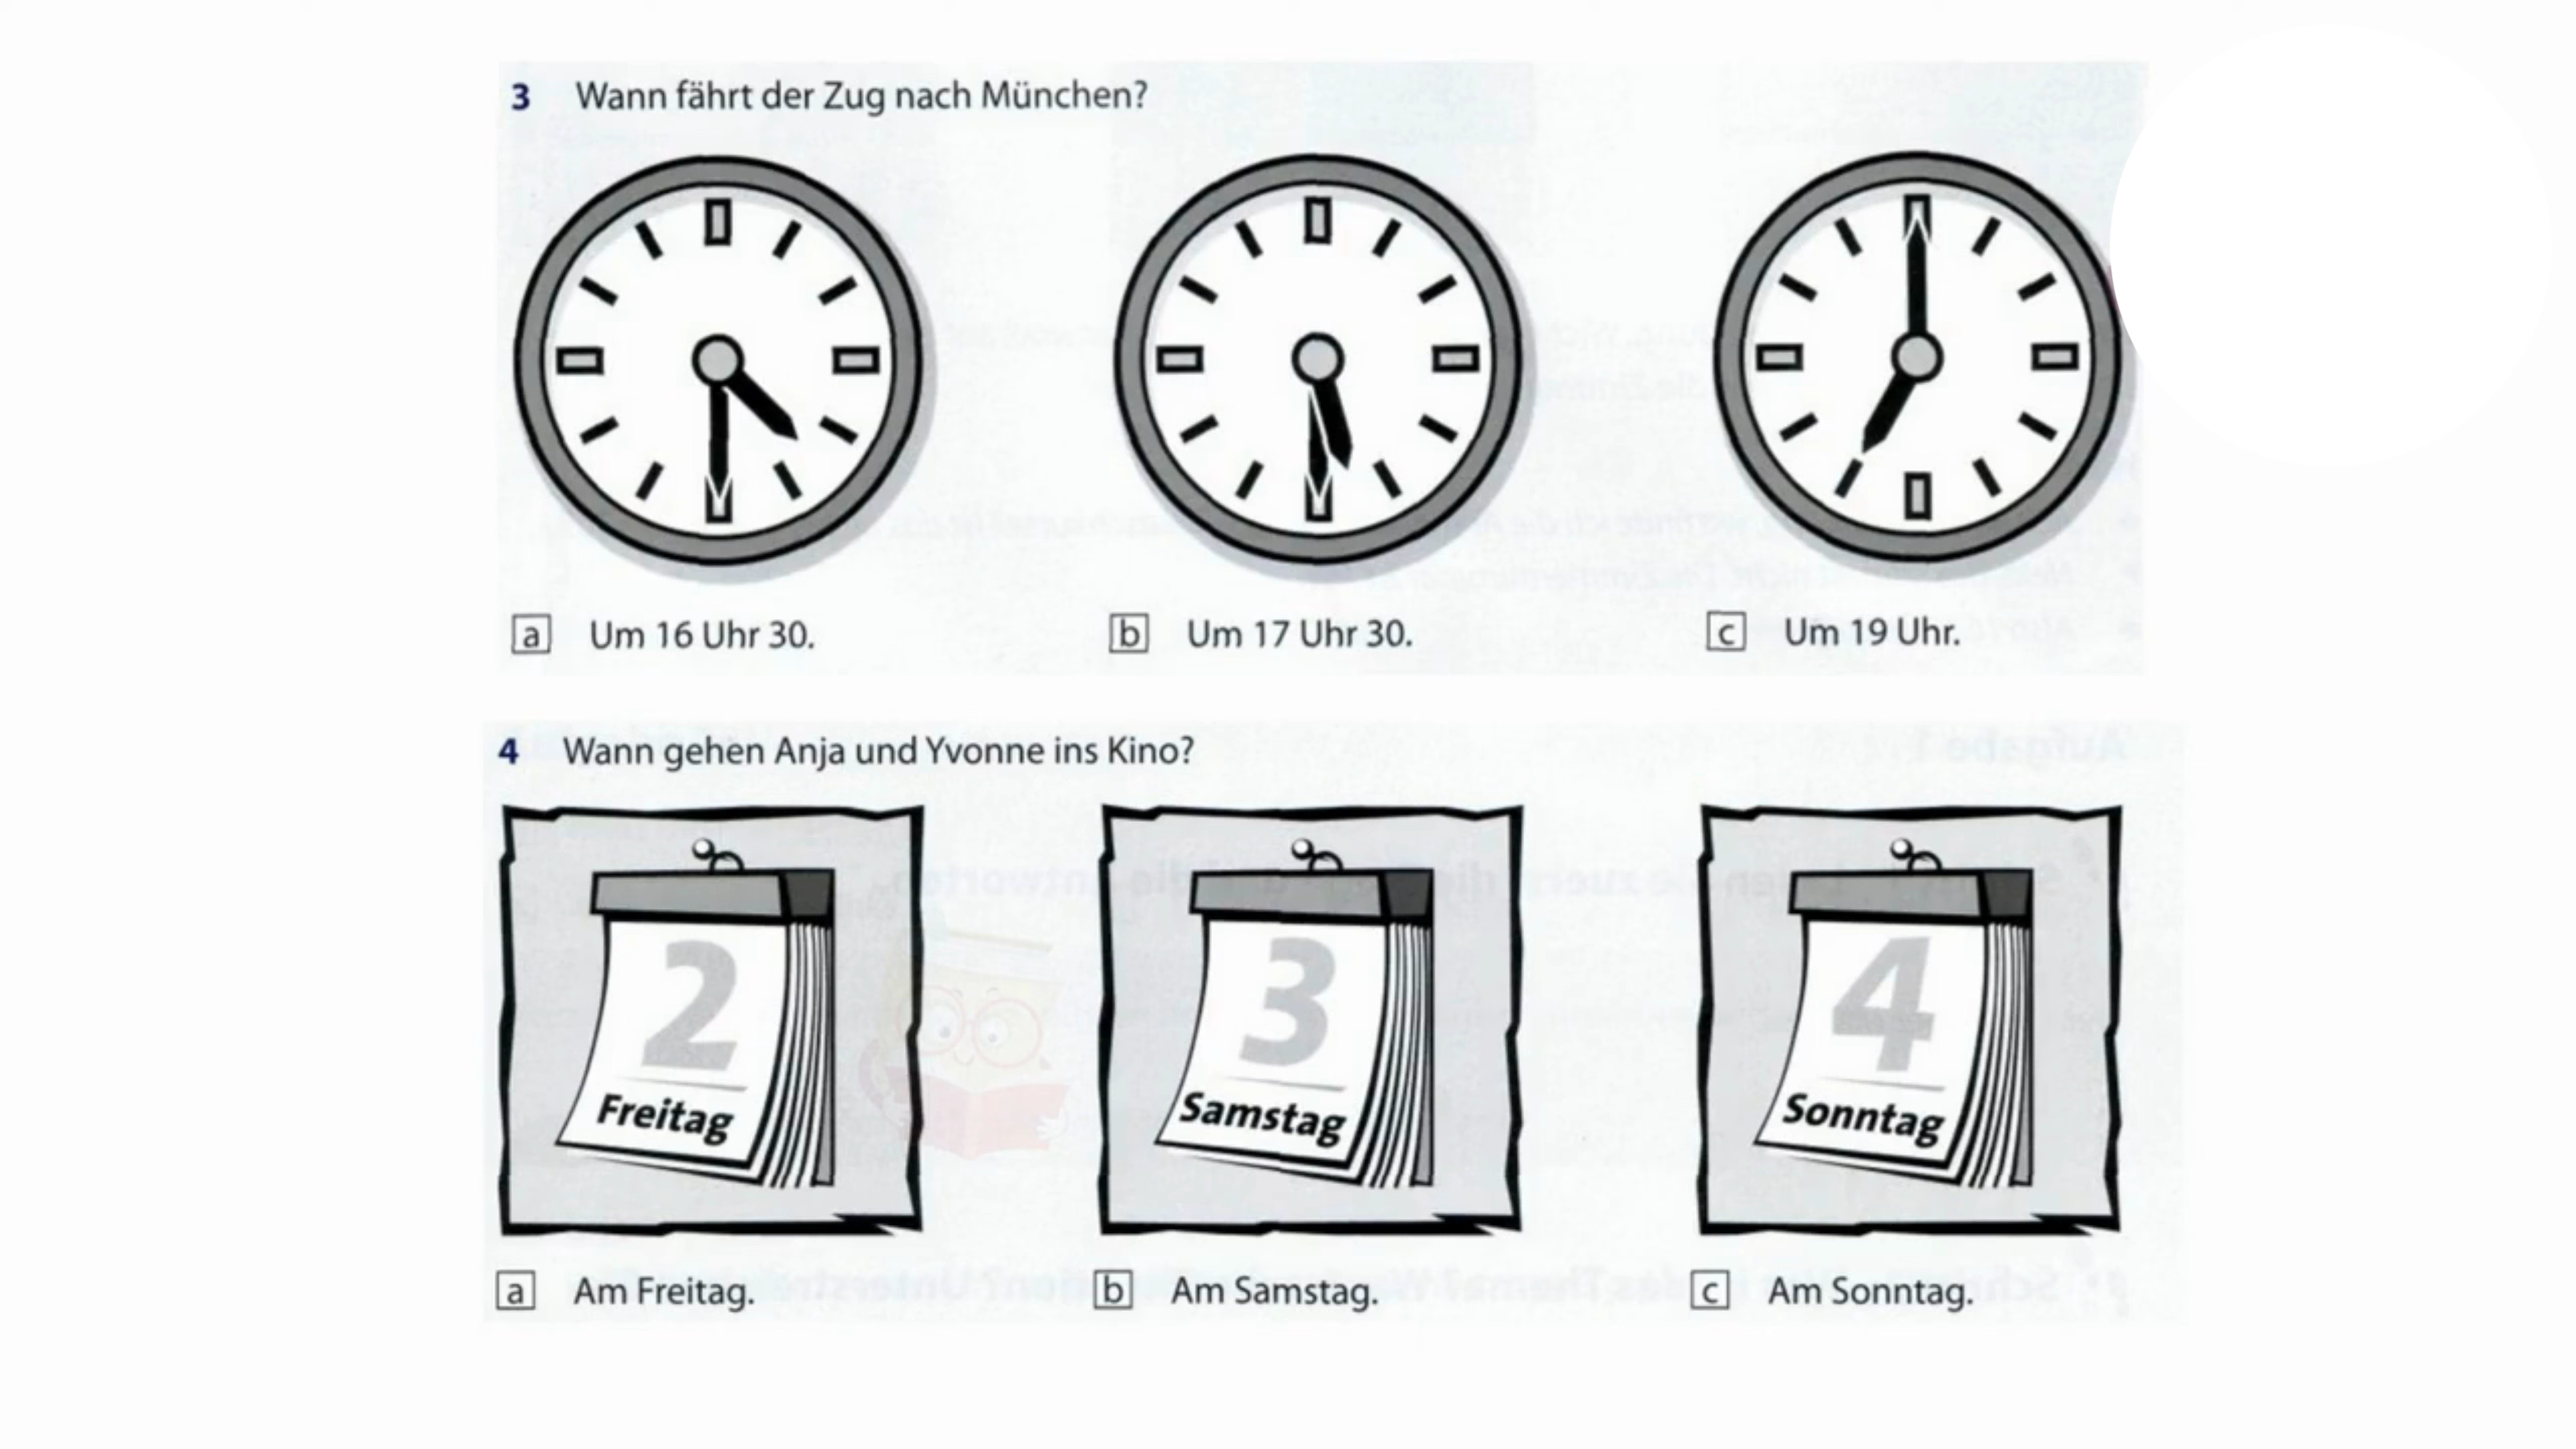 3 Wann fährt der Zug nach München?
a Um 16 Uhr 30.
b Um 17 Uhr 30.
c Um 19 Uhr.
4 Wann gehen Anja und Yvonne ins Kino?
2
Freitag
3
Samstag
4
Sonntag
a Am Freitag.
b Am Samstag.
c Am Sonntag.